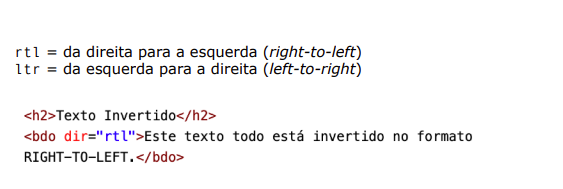 rtl = da direita para a esquerda (right-to-left)
ltr = da esquerda para a direita (left-to-right)
<h2>Texto Invertido</h2>
<bdo dir="rtl">Este texto todo está invertido no formato
RIGHT-TO-LEFT.</bdo>